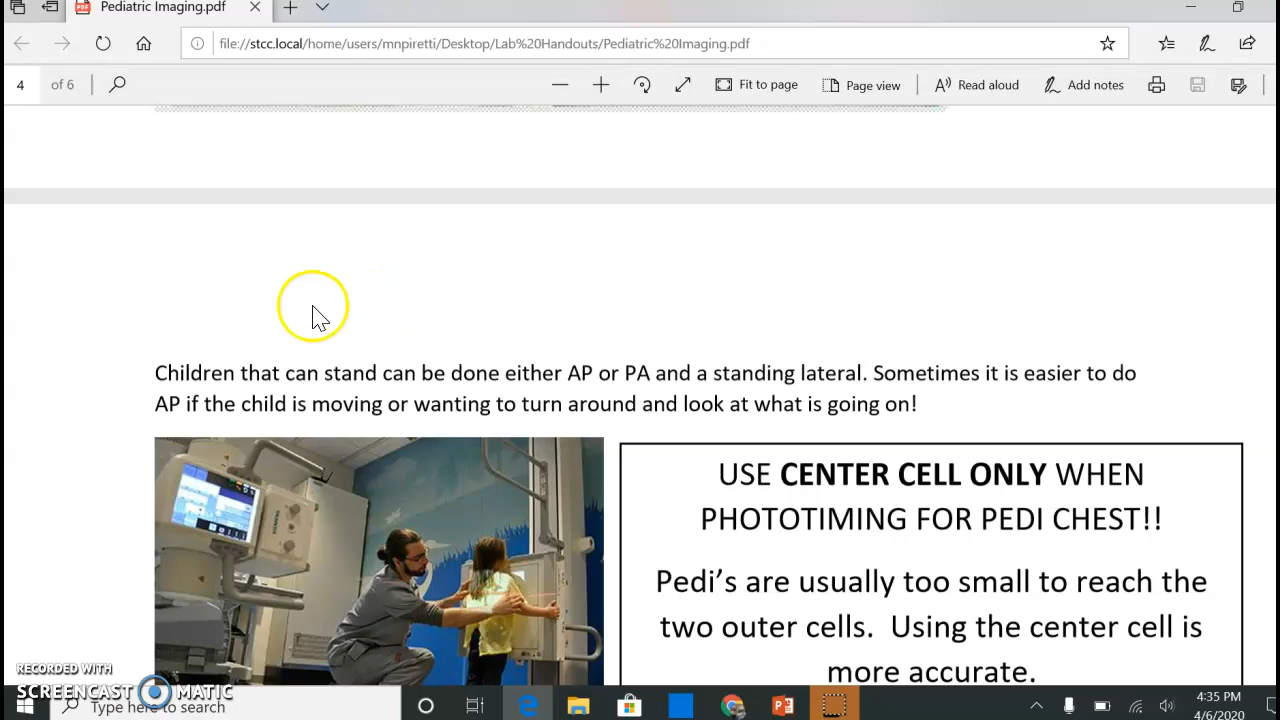 Pediatric Imaging.pdf
file://stcc.local/home/users/mnpiretti/Desktop/Lab%20Handouts/Pediatric%20Imaging.pdf
4 of 6
Fit to page
Page view
Read aloud
Add notes
Children that can stand can be done either AP or PA and a standing lateral. Sometimes it is easier to do
AP if the child is moving or wanting to turn around and look at what is going on!
USE CENTER CELL ONLY WHEN
PHOTOTIMING FOR PEDI CHEST!!
Pedi's are usually too small to reach the
two outer cells. Using the center cell is
more accurate.
SIEMENS
RECORDED WITH
SCREENCAST MATIC
Type here to search
4:35 PM
4/6/2020